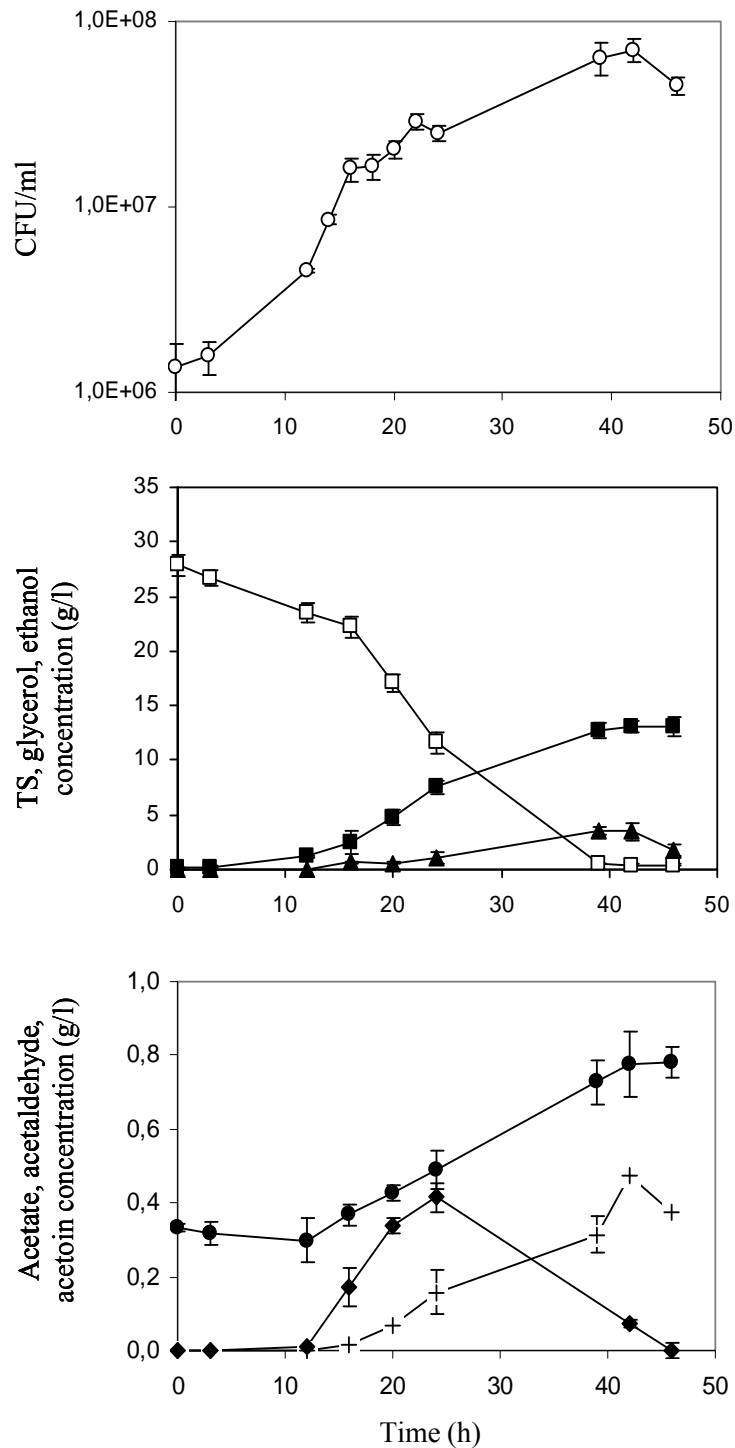 1,0E+08
1,0E+07
1,0E+06
CFU/ml
0 10 20 30 40 50
35
30
25
20
15
10
5
0
TS, glycerol, ethanol
concentration (g/l)
0 10 20 30 40 50
1,0
0,8
0,6
0,4
0,2
0,0
Acetate, acetaldehyde,
acetoin concentration (g/l)
0 10 20 30 40 50
Time (h)